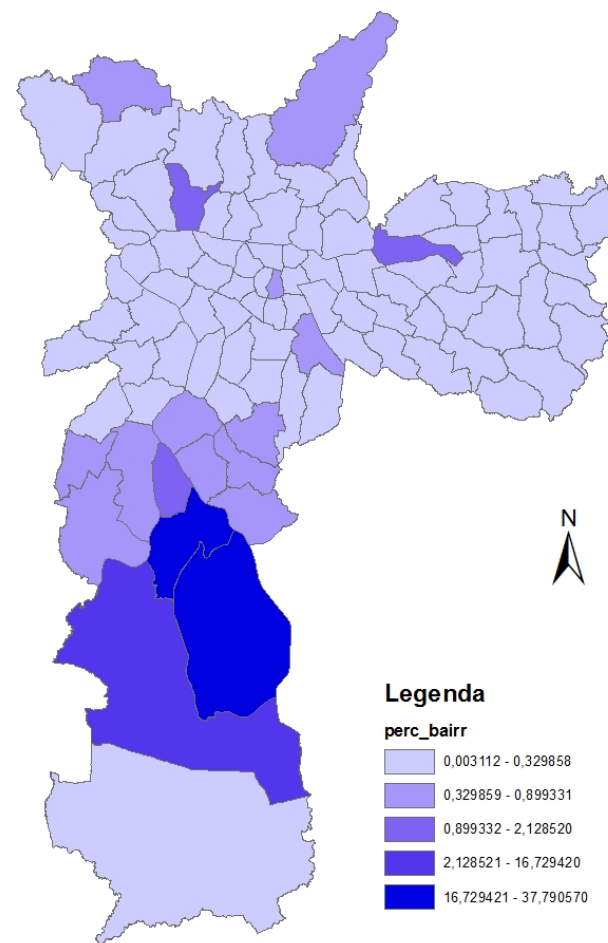 N
Legenda
perc_bairr
0,003112 - 0,329858
0,329859 - 0,899331
0,899332 - 2,128520
2,128521 - 16,729420
16,729421 - 37,790570